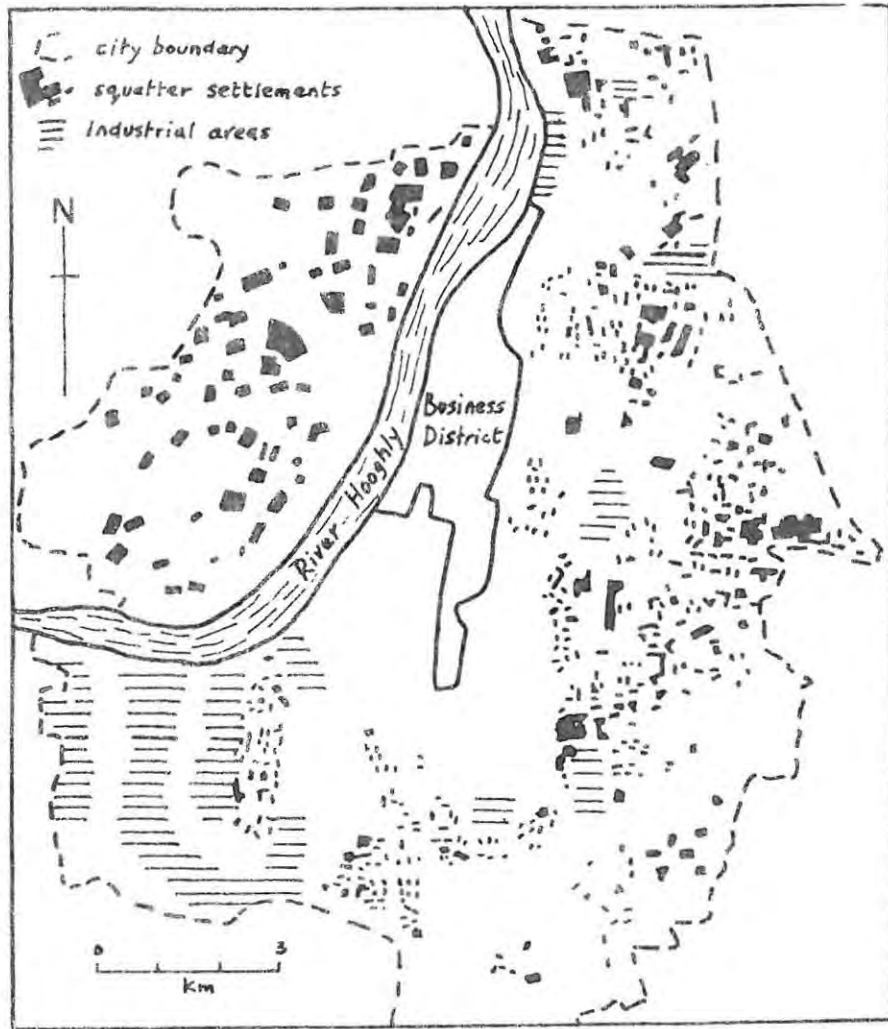 city boundary
squatter settlements
Industrial areas
N
Business
District
River Hooghly
0 3
Km